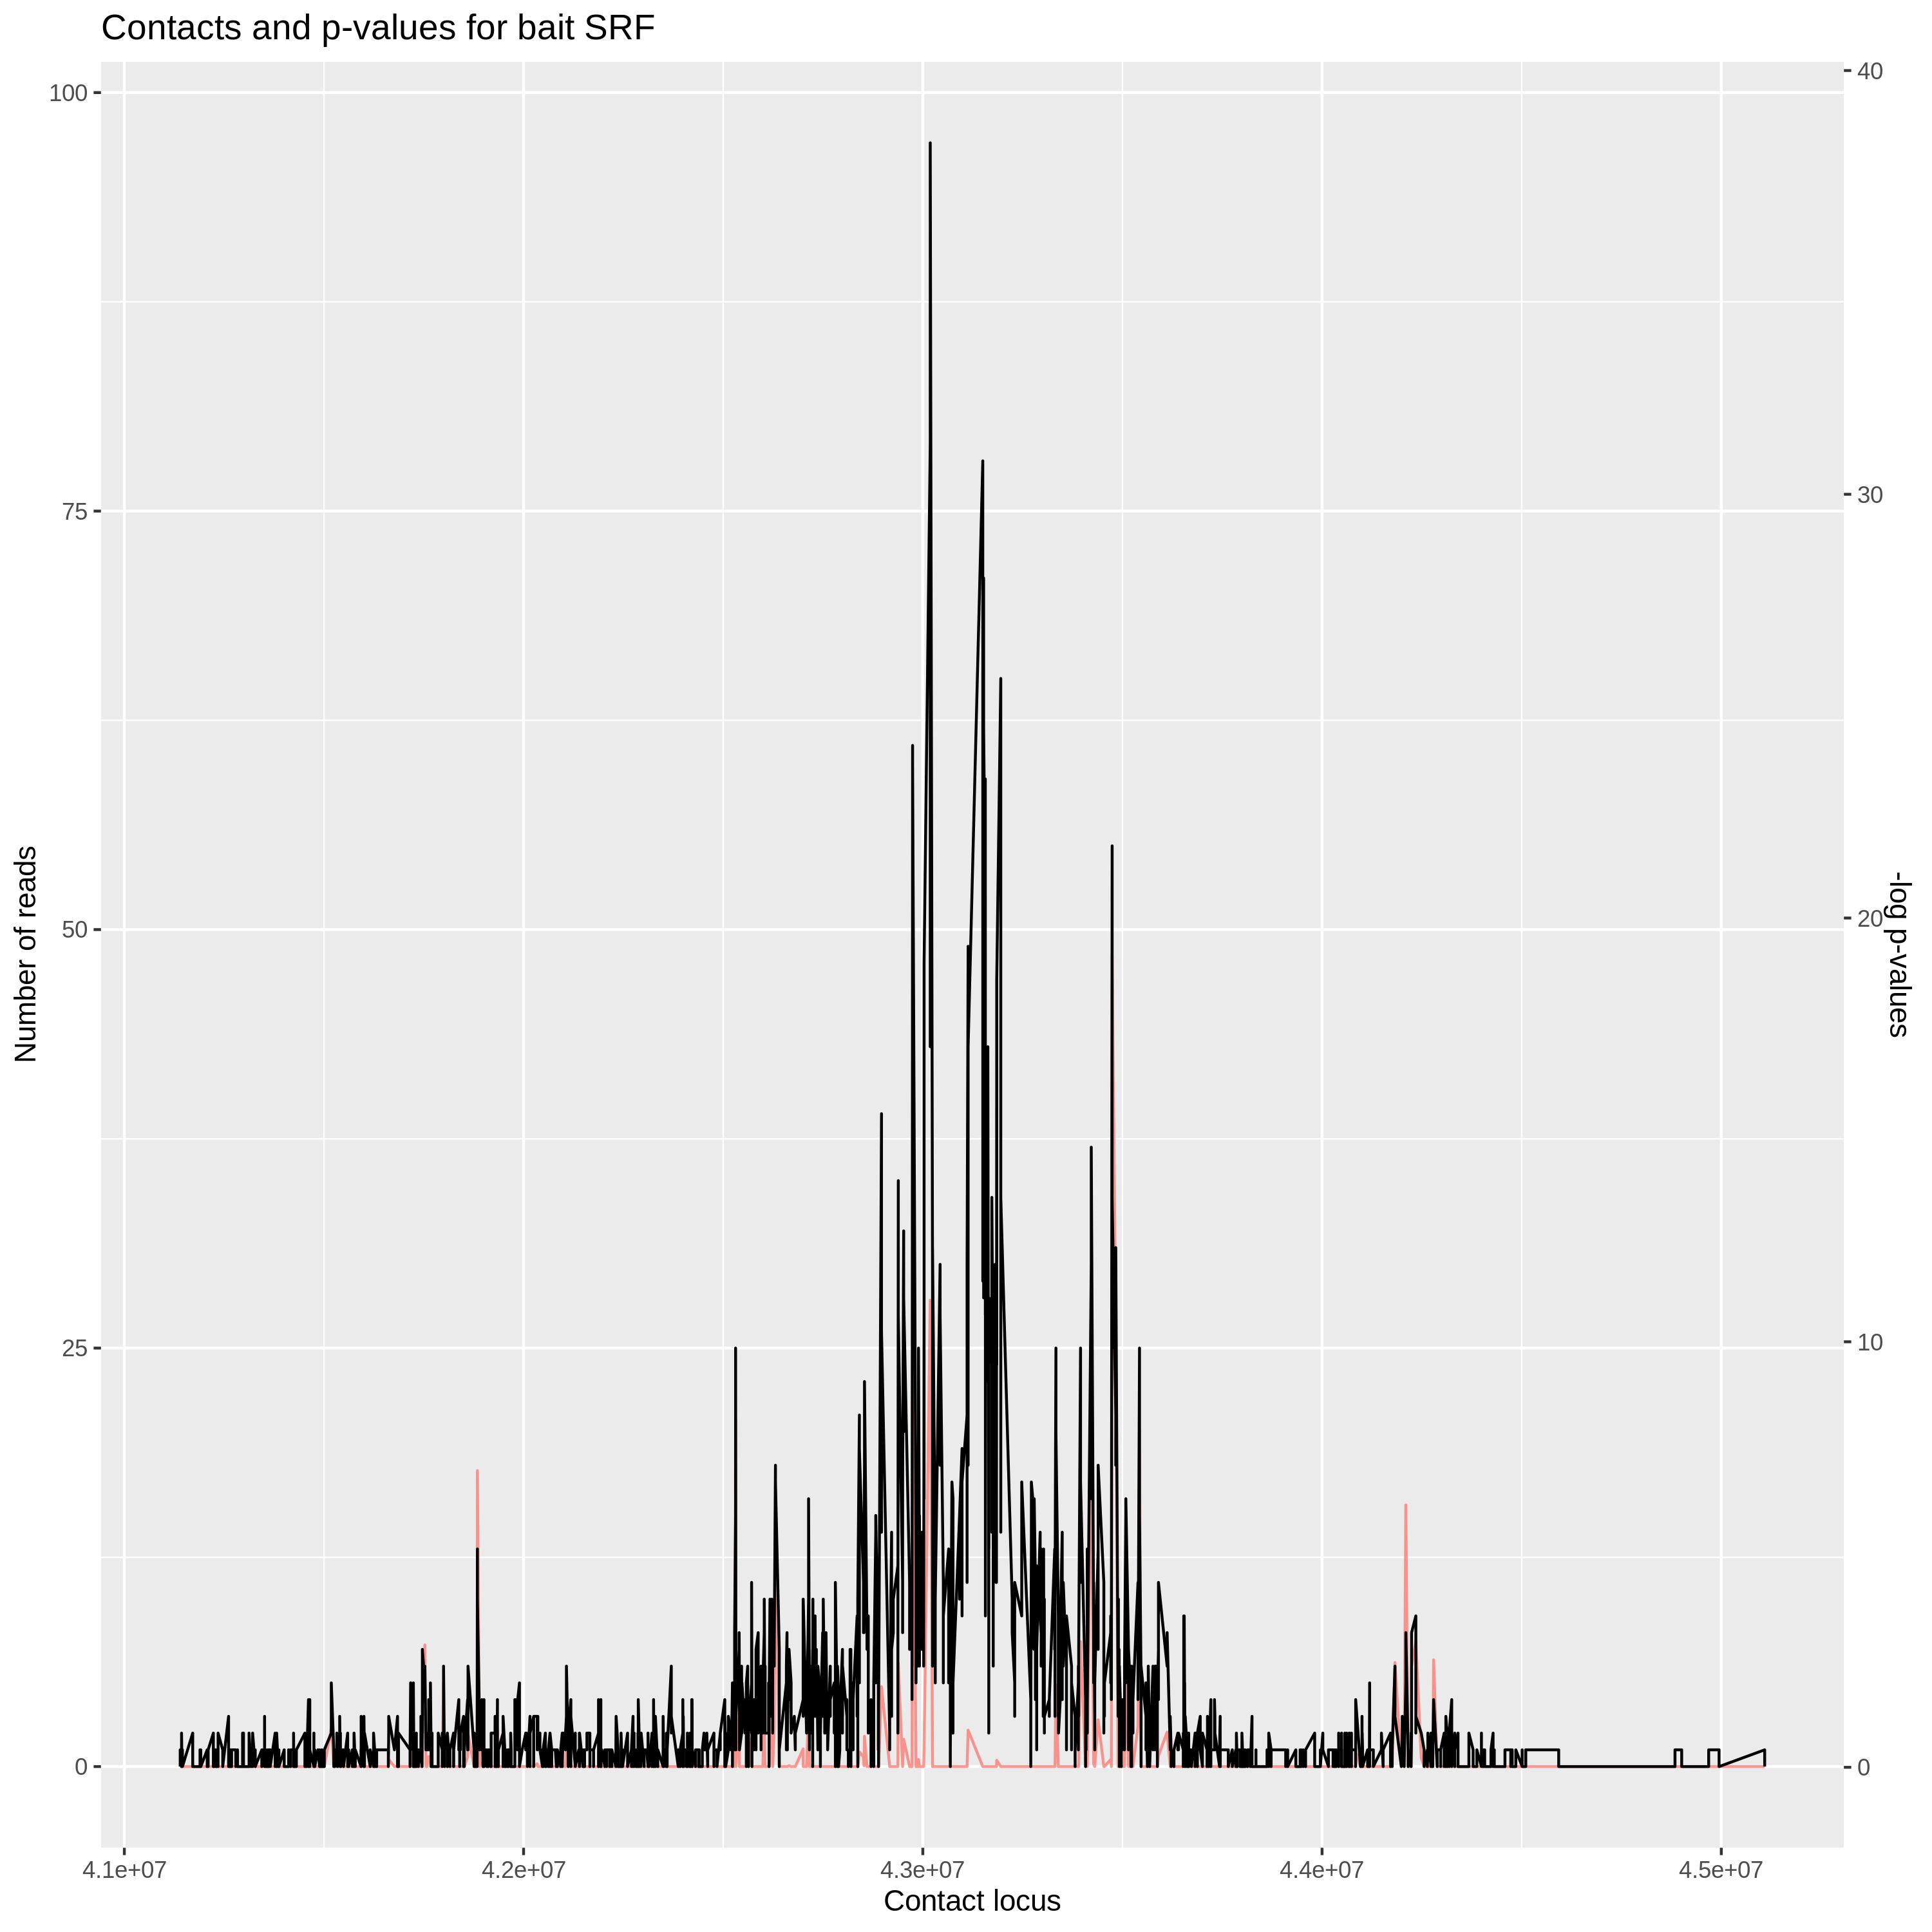 Contacts and p-values for bait SRF
100
75
50
25
0
Number of reads
40
30
20
10
0
-log p-values
4.1e+07 4.2e+07 4.3e+07 4.4e+07 4.5e+07
Contact locus